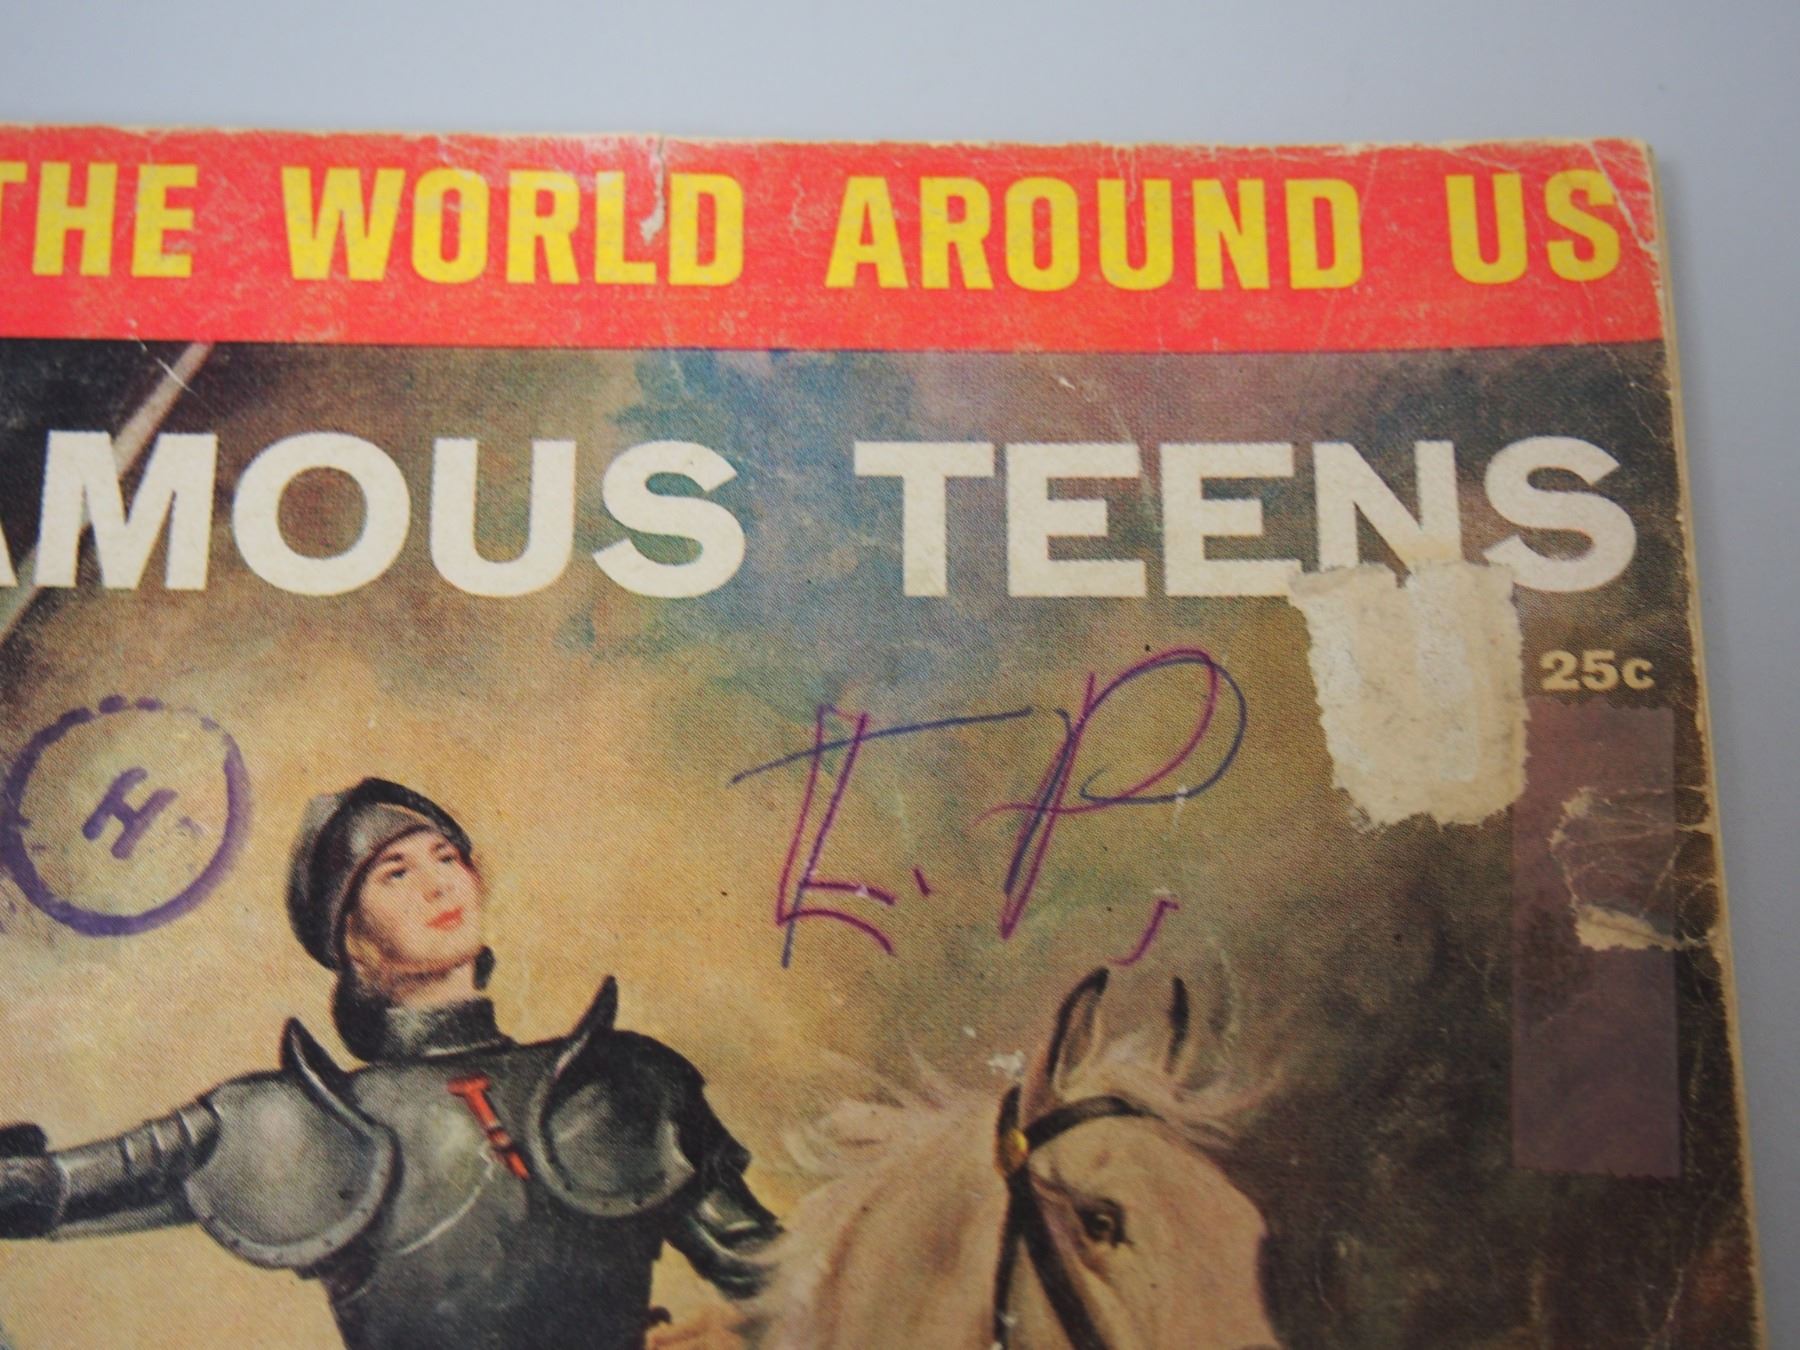 THE WORLD AROUND US
AMOUS TEENS
25c
H
P.